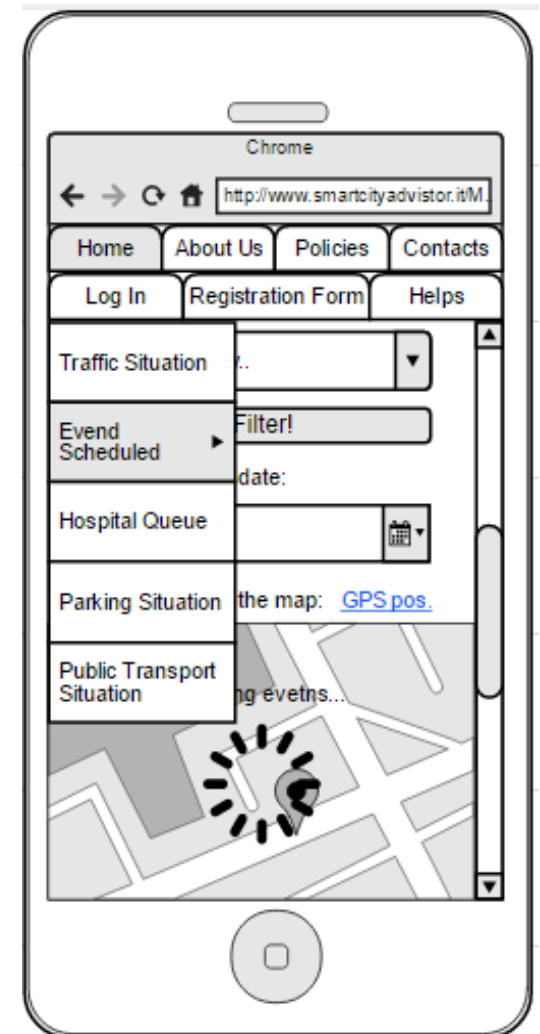 Chrome
http://www.smartcityadvistor.it/M.
Home About Us Policies Contacts
Log In Registration Form Helps
Traffic Situation
Evend
Scheduled
Filter!
date:
Hospital Queue
Parking Situation the map: GPS pos.
Public Transport
Situation
evetns...